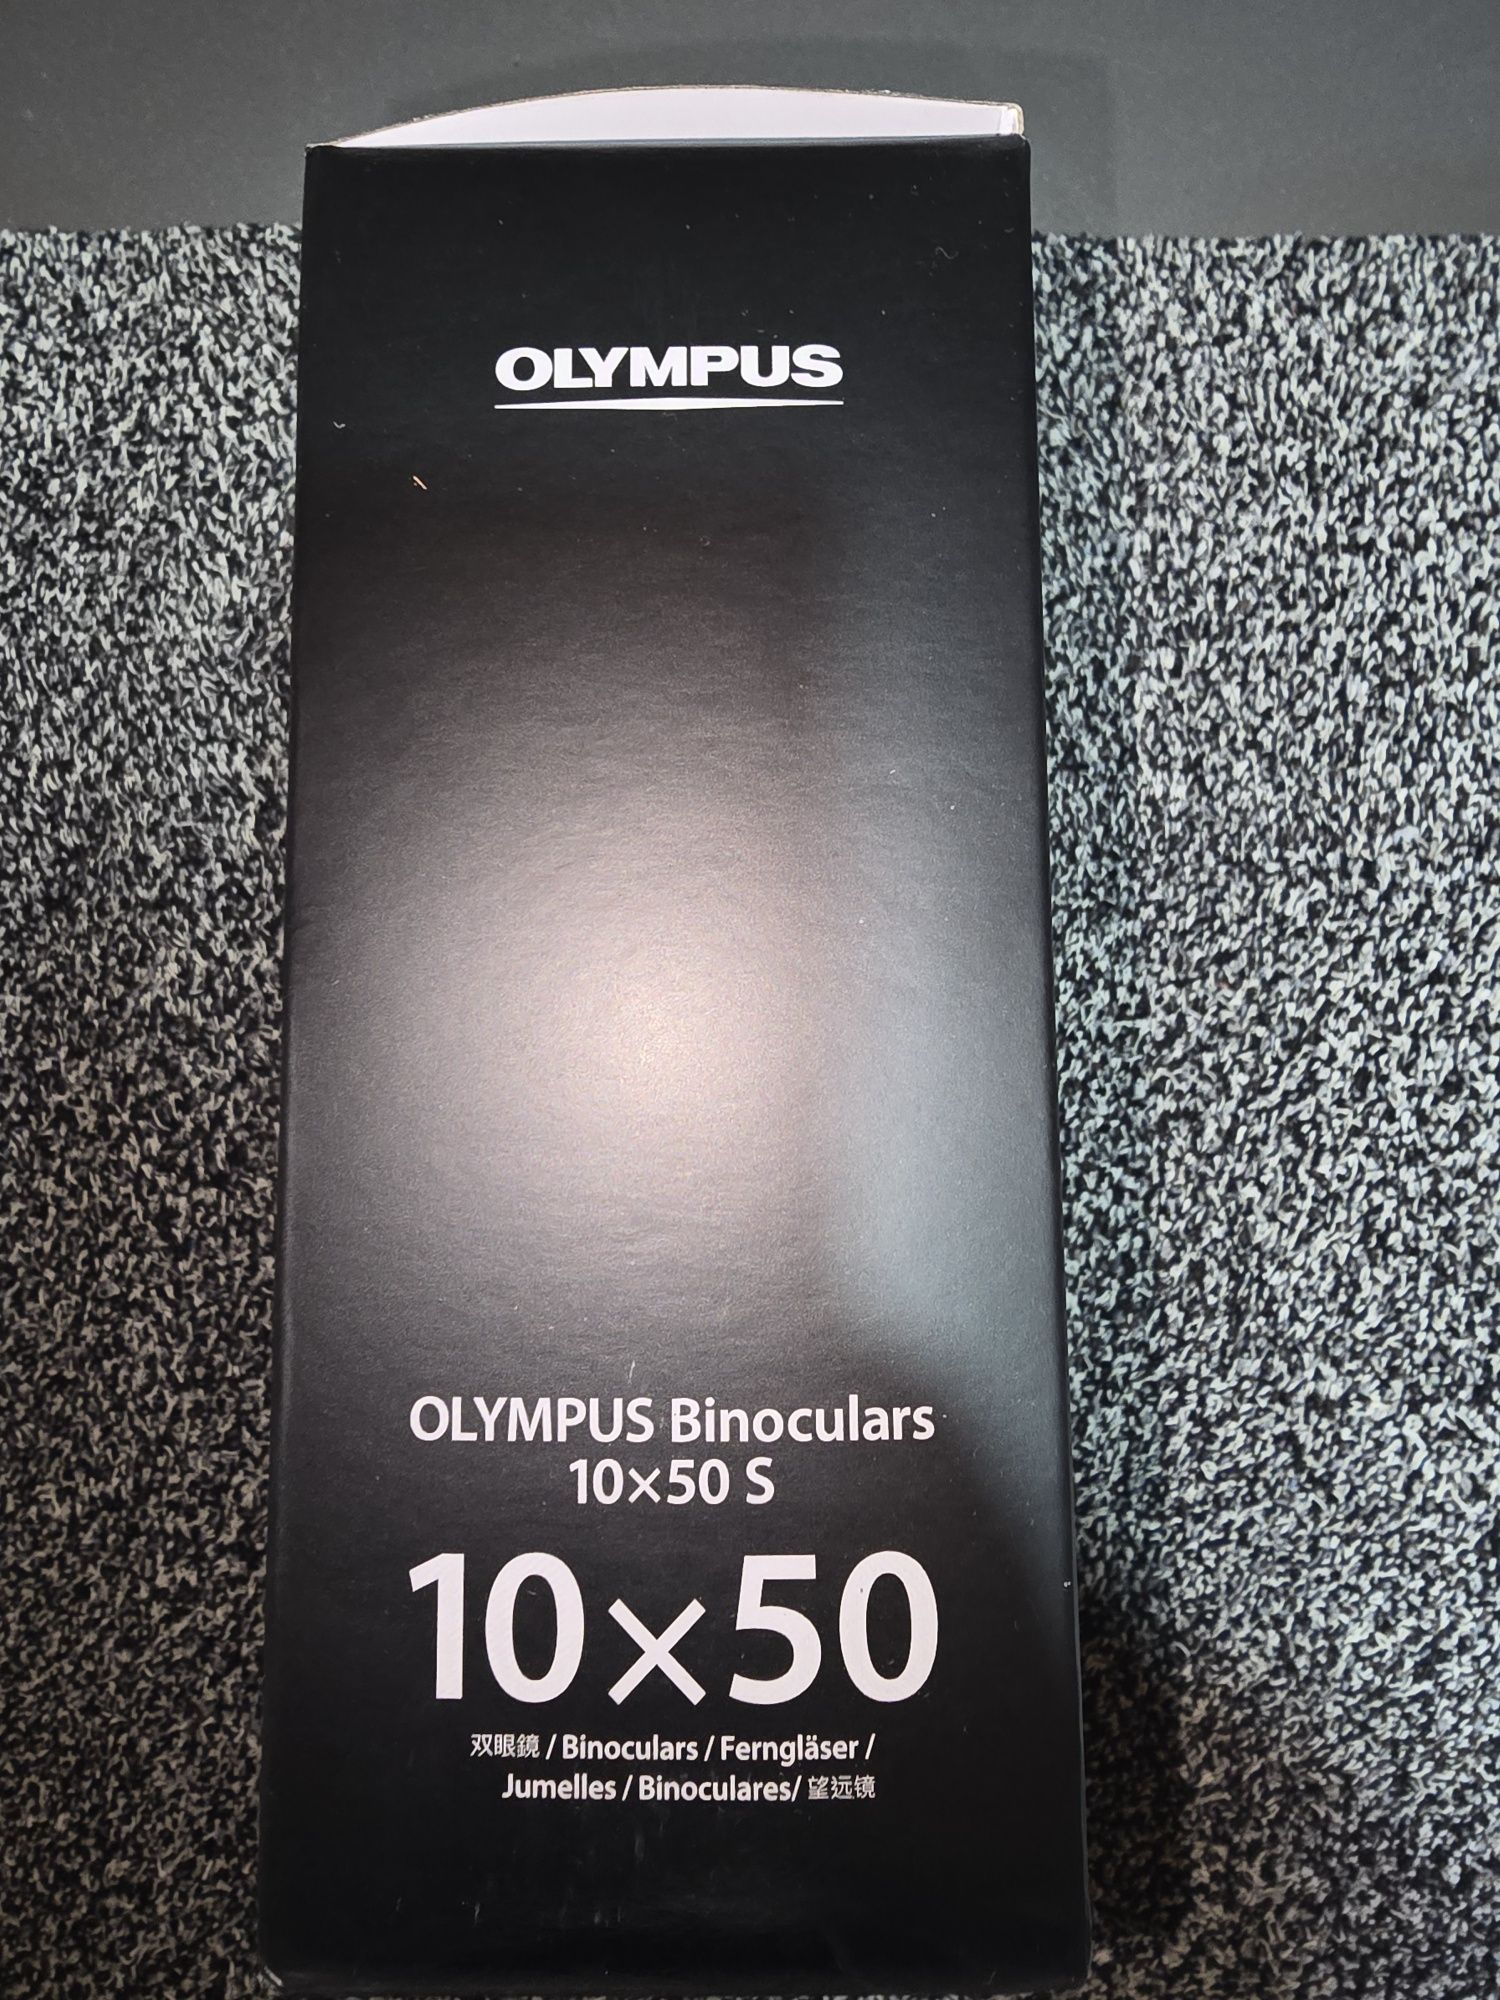 OLYMPUS
OLYMPUS Binoculars
10×50 S
10×50
双眼鏡 / Binoculars / Ferngläser /
Jumelles / Binoculares/ 望远镜